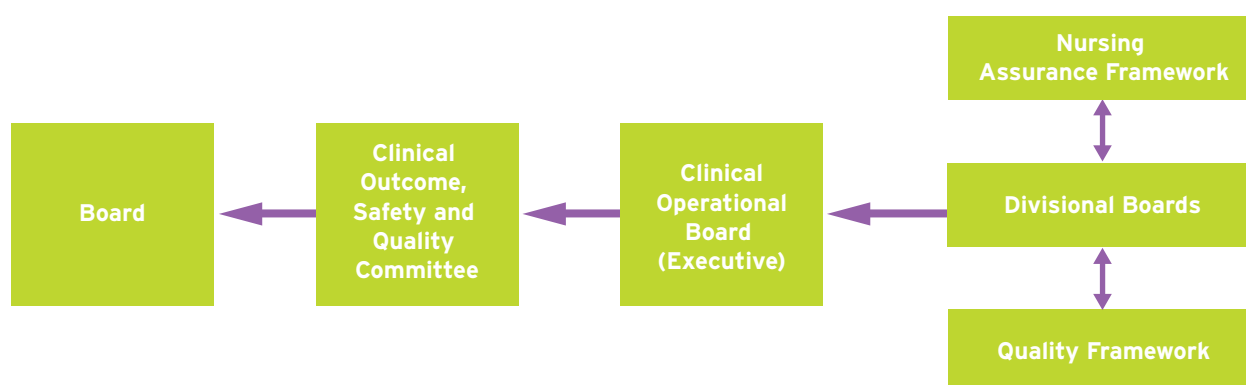 Board
Clinical
Outcome,
Safety and
Quality
Committee
Clinical
Operational
Board
(Executive)
Nursing
Assurance Framework
Divisional Boards
Quality Framework